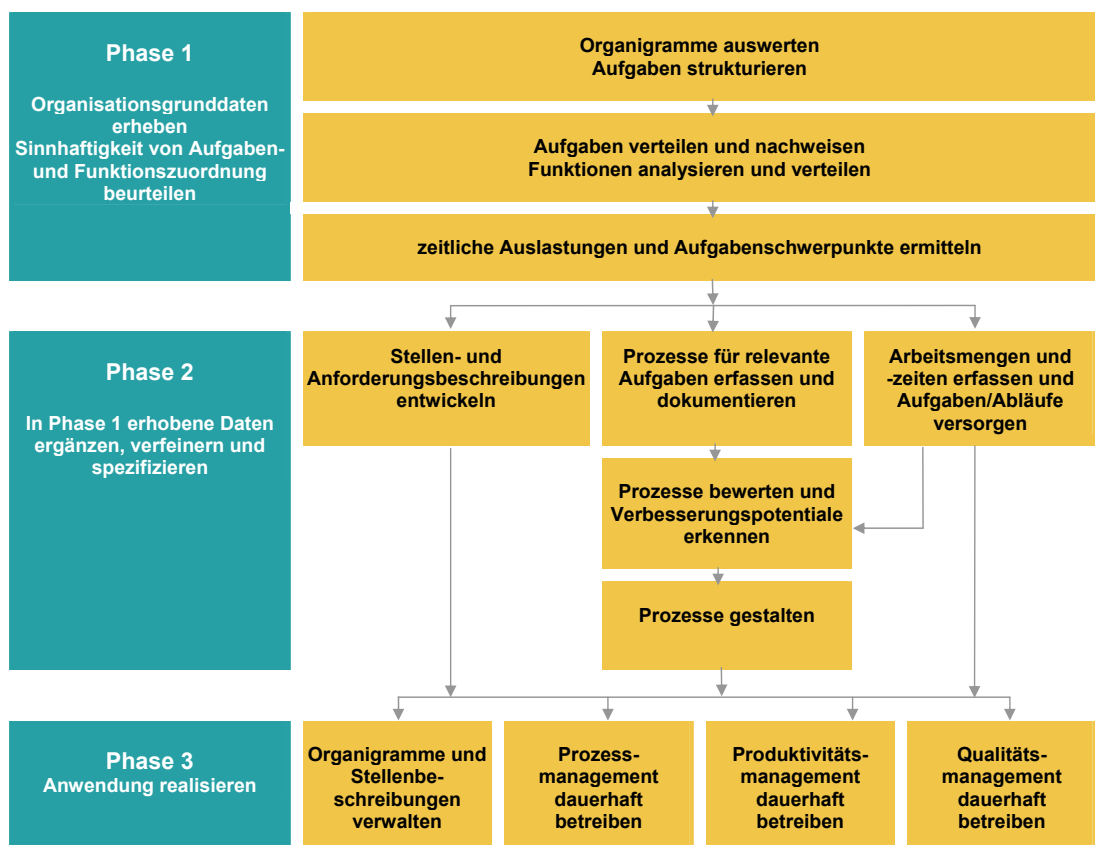 Phase 1
Organisationsgrunddaten
erheben
Sinnhaftigkeit von Aufgaben-
und Funktionszuordnung
beurteilen
Organigramme auswerten
Aufgaben strukturieren
Aufgaben verteilen und nachweisen
Funktionen analysieren und verteilen
zeitliche Auslastungen und Aufgabenschwerpunkte ermitteln
Phase 2
In Phase 1 erhobene Daten
ergänzen, verfeinern und
spezifizieren
Stellen- und
Anforderungsbeschreibungen
entwickeln
Prozesse für relevante
Aufgaben erfassen und
dokumentieren
Arbeitsmengen und
-zeiten erfassen und
Aufgaben/Abläufe
versorgen
Prozesse bewerten und
Verbesserungspotentiale
erkennen
Prozesse gestalten
Phase 3
Anwendung realisieren
Organigramme und
Stellenbe-
schreibungen
verwalten
Prozess-
management
dauerhaft
betreiben
Produktivitäts-
management
dauerhaft
betreiben
Qualitäts-
management
dauerhaft
betreiben